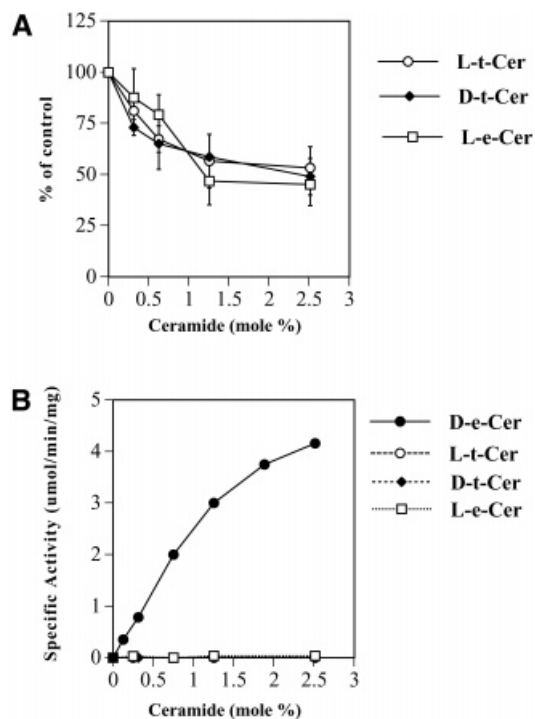 A
125
100
75
50
25
0
% of control
0 0.5 1 1.5 2 2.5 3
Ceramide (mole %)
L-t-Cer
D-t-Cer
L-e-Cer
B
5
4
3
2
1
0
Specific Activity (umol/min/mg)
0 0.5 1 1.5 2 2.5 3
Ceramide (mole %)
D-e-Cer
L-t-Cer
D-t-Cer
L-e-Cer